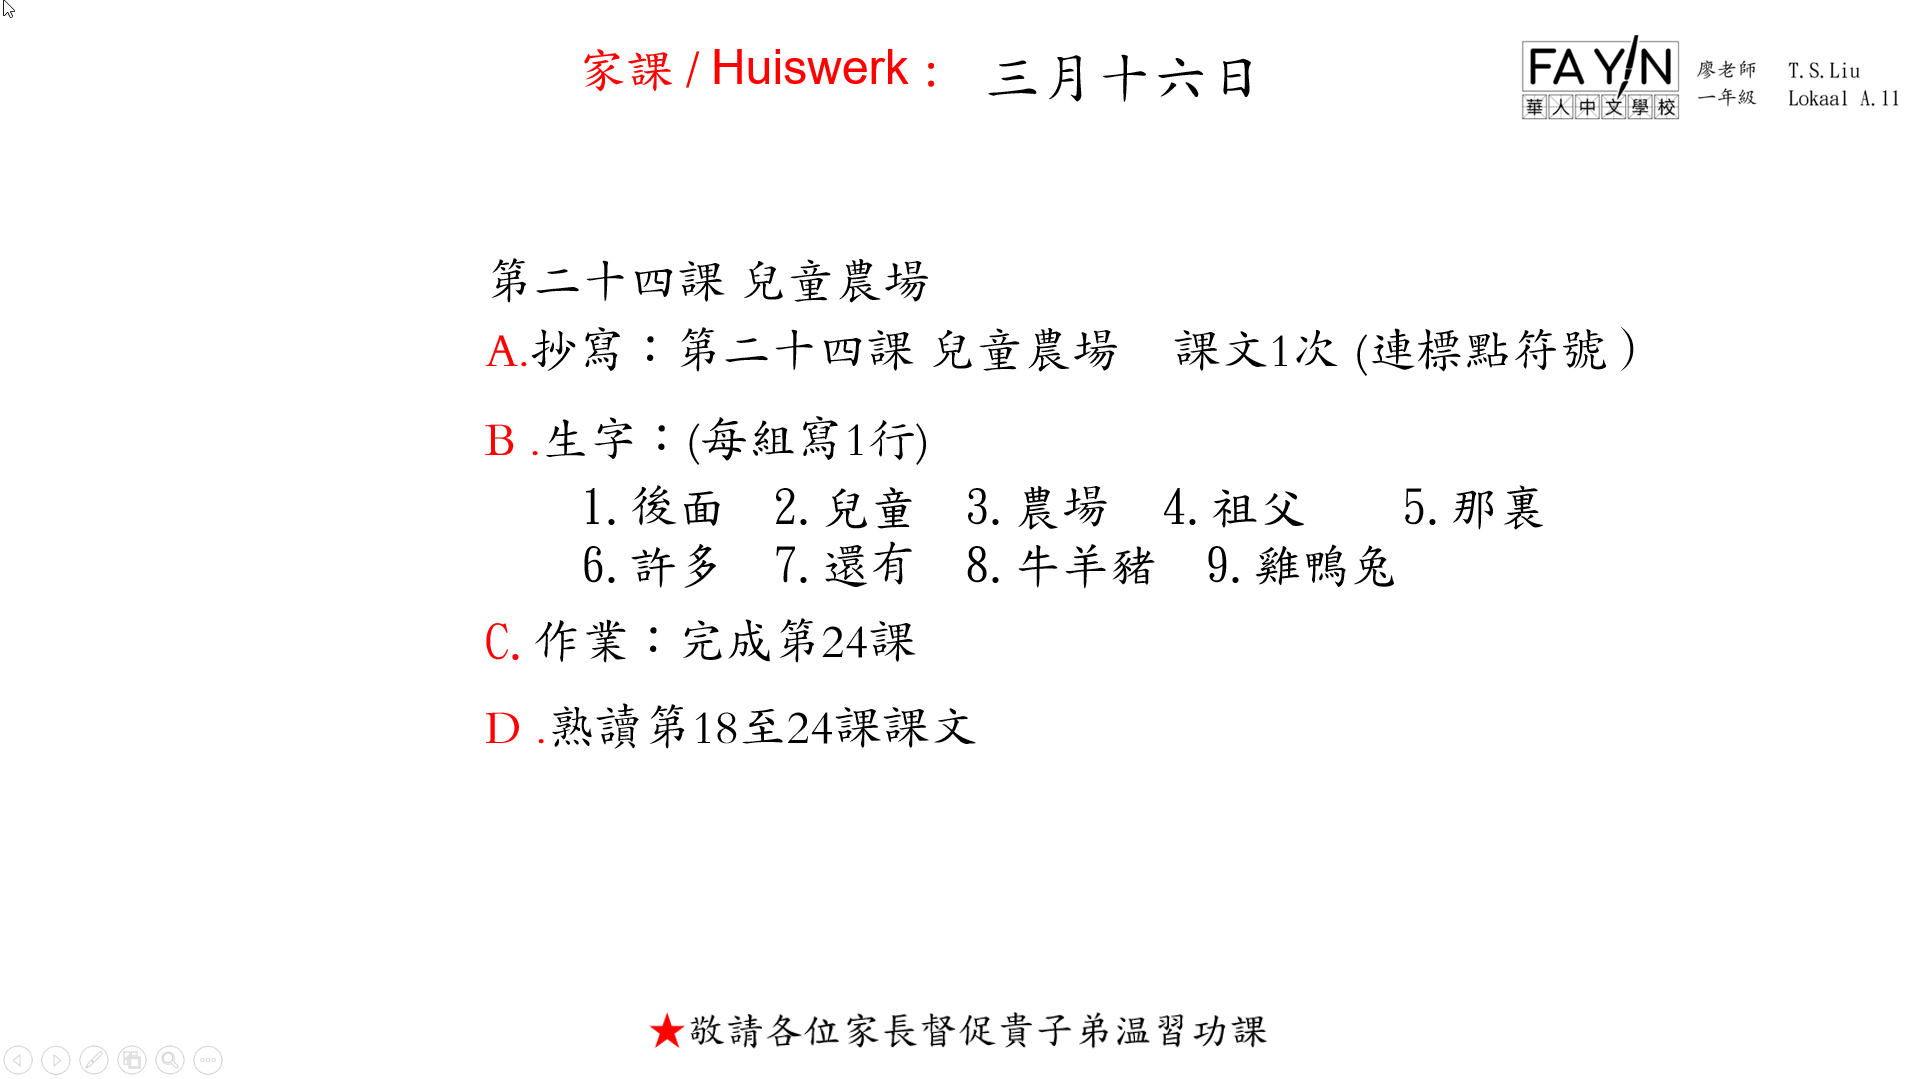 家課 / Huiswerk : 三月十六日
FAYIN
華人中文學校
廖老師 T.S.Liu
一年級 Lokaal A.11
第二十四課 兒童農場
A.抄寫：第二十四課 兒童農場 課文1次 (連標點符號）
B .生字：(每組寫1行)
1.後面 2.兒童 3.農場 4.祖父 5.那裏
6.許多 7.還有 8.牛羊豬 9.雞鴨兔
C.作業：完成第24課
D .熟讀第18至24課課文
★敬請各位家長督促貴子弟温習功課